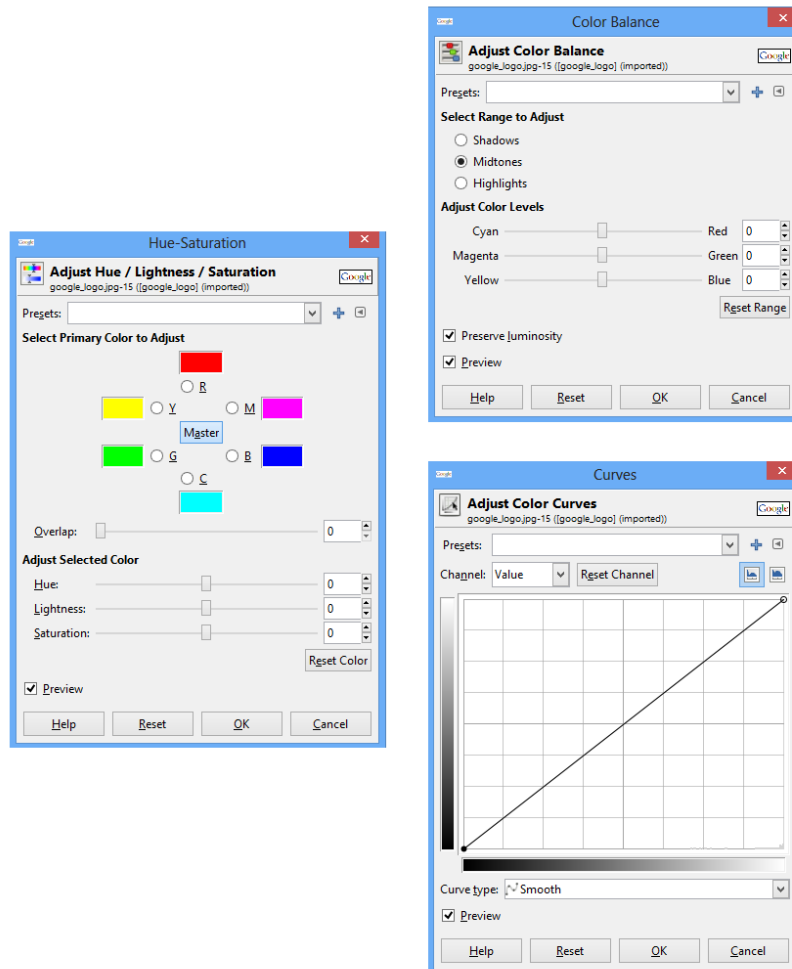 Color Balance
Adjust Color Balance
google_logo.jpg-15 ([google_logo] (imported))
Google
Presets:
Select Range to Adjust
Shadows
Midtones
Highlights
Adjust Color Levels
Cyan Red 0
Magenta Green 0
Yellow Blue 0
Reset Range
Preserve luminosity
Preview
Help Reset OK Cancel
Hue-Saturation
Adjust Hue / Lightness / Saturation
google_logo.jpg-15 ([google_logo] (imported))
Google
Presets:
Select Primary Color to Adjust
R
Y M
Master
G B
C
Overlap: 0
Adjust Selected Color
Hue: 0
Lightness: 0
Saturation: 0
Reset Color
Preview
Help Reset OK Cancel
Curves
Adjust Color Curves
google_logo.jpg-15 ([google_logo] (imported))
Google
Presets:
Channel: Value Reset Channel
Curve type: Smooth
Preview
Help Reset OK Cancel